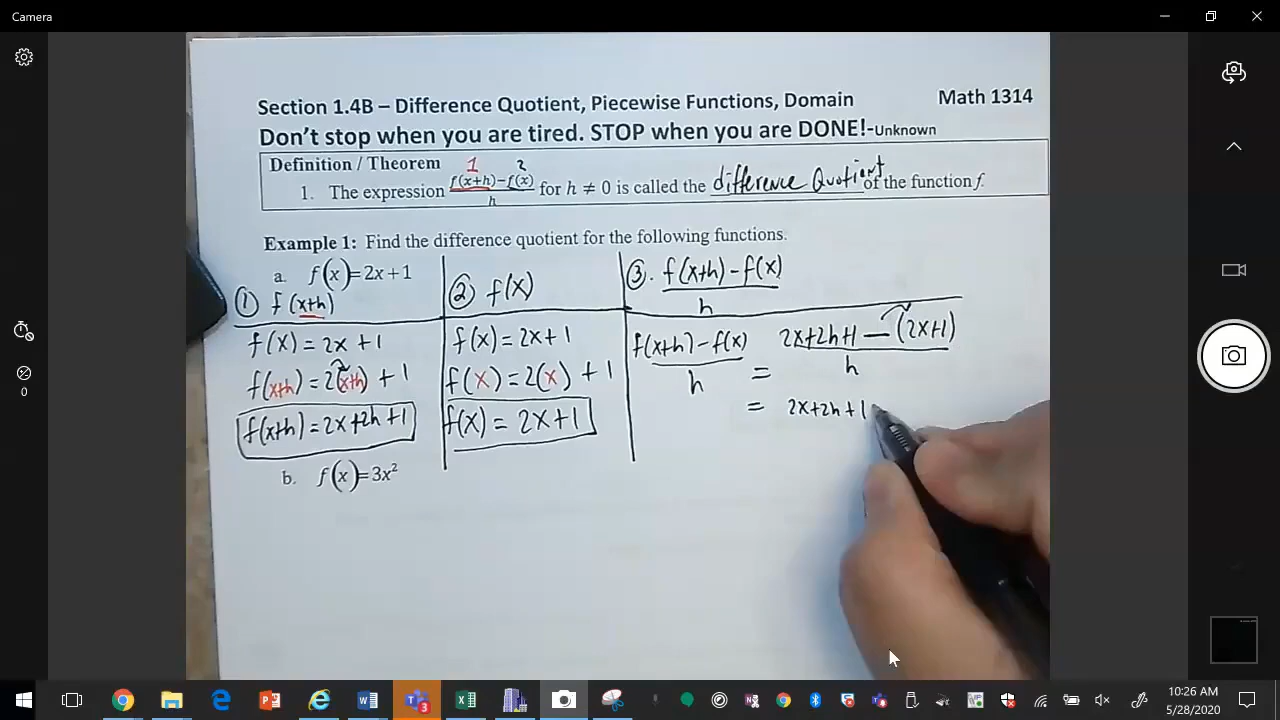 Camera
Section 1.4B – Difference Quotient, Piecewise Functions, Domain Math 1314
Don't stop when you are tired. STOP when you are DONE!-Unknown
Definition / Theorem 1 2
1. The expression f(x+h)−f(x) / h for h ≠ 0 is called the difference Quotient of the function f.
Example 1: Find the difference quotient for the following functions.
a. f(x)=2x+1
① f(x+h)
f(x) = 2x + 1
f(x+h) = 2(x+h) + 1
f(x+h) = 2x+2h+1
② f(x)
f(x) = 2x + 1
f(x) = 2(x) + 1
f(x) = 2x+1
③. f(x+h) − f(x) / h
f(x+h) − f(x) / h = 2x+2h+1 − (2x+1) / h
= 2x+2h+1
b. f(x)=3x²
0
3
10:26 AM
5/28/2020